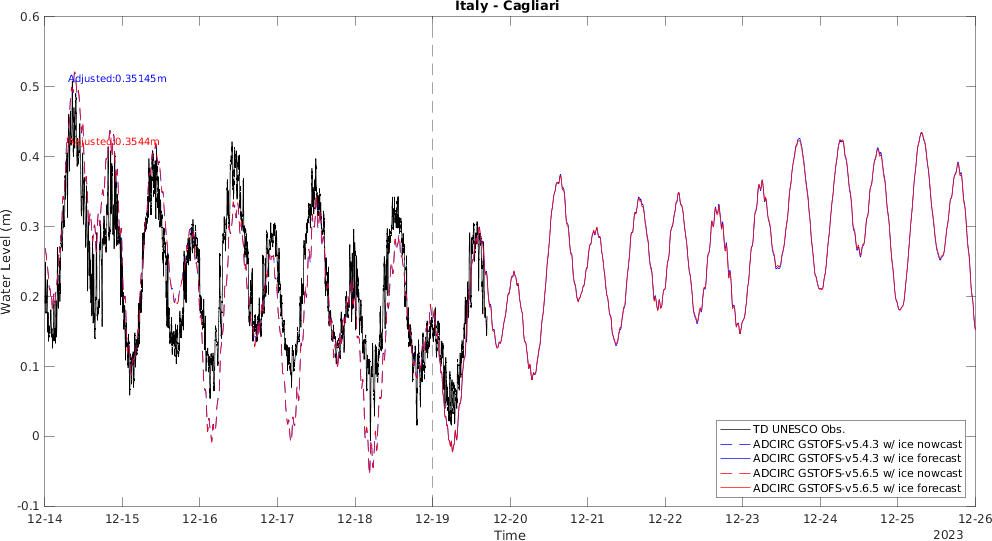 Italy - Cagliari
Water Level (m)
0.6
0.5
0.4
0.3
0.2
0.1
0
-0.1
Adjusted:0.35145m
Adjusted:0.3544m
TD UNESCO Obs.
ADCIRC GSTOFS-v5.4.3 w/ ice nowcast
ADCIRC GSTOFS-v5.4.3 w/ ice forecast
ADCIRC GSTOFS-v5.6.5 w/ ice nowcast
ADCIRC GSTOFS-v5.6.5 w/ ice forecast
12-14 12-15 12-16 12-17 12-18 12-19 12-20 12-21 12-22 12-23 12-24 12-25 12-26
Time
2023